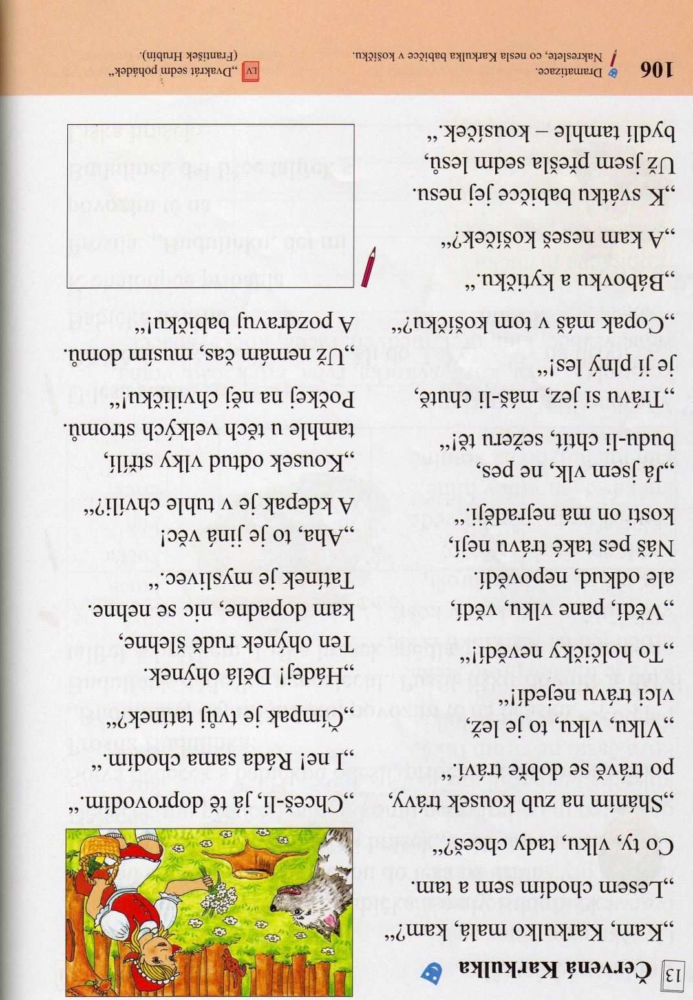 13
Červená Karkulka
„Kam, Karkulko malá, kam?“
„Lesem chodím sem a tam.
Co ty, vlku, tady chceš?“
„Sháním na zub kousek trávy,
po trávě se dobře tráví.“
„Vlku, vlku, to je lež,
vlci trávu nejedí!“
„To holčičky nevědí!“
„Vědí, pane vlku, vědí,
ale odkud, nepovědí.
Náš pes také trávu nejí,
kosti on má nejraději.“
„Já jsem vlk, ne pes,
budu-li chtít, sežeru tě!“
„Trávu si jez, máš-li chutě,
je jí plný les!“
„Copak máš v tom košíčku?“
„Bábovku a kytičku.“
„A kam neseš košíček?“
„K svátku babičce jej nesu.
Už jsem přešla sedm lesů,
bydlí tamhle – kousíček.“
„Chceš-li, já tě doprovodím.“
„I ne! Ráda sama chodím.“
„Čímpak je tvůj tatínek?“
„Hádej! Dělá ohynek.
Ten ohýnek rudě šlehne,
kam dopadne, nic se nehne.
Tatínek je myslivec.“
„Aha, to je jiná věc!
A kdepak je v tuhle chvíli?“
„Kousek odtud vlky střílí,
tamhle u těch velkých stromů.
Počkej na něj chviličku!“
„Už nemám čas, musím domů.
A pozdravuj babičku!“
106
Dramatizace.
Nakreslete, co nesla Karkulka babičce v košíčku.
LV
„Dvakrát sedm pohádek“
(František Hrubín).